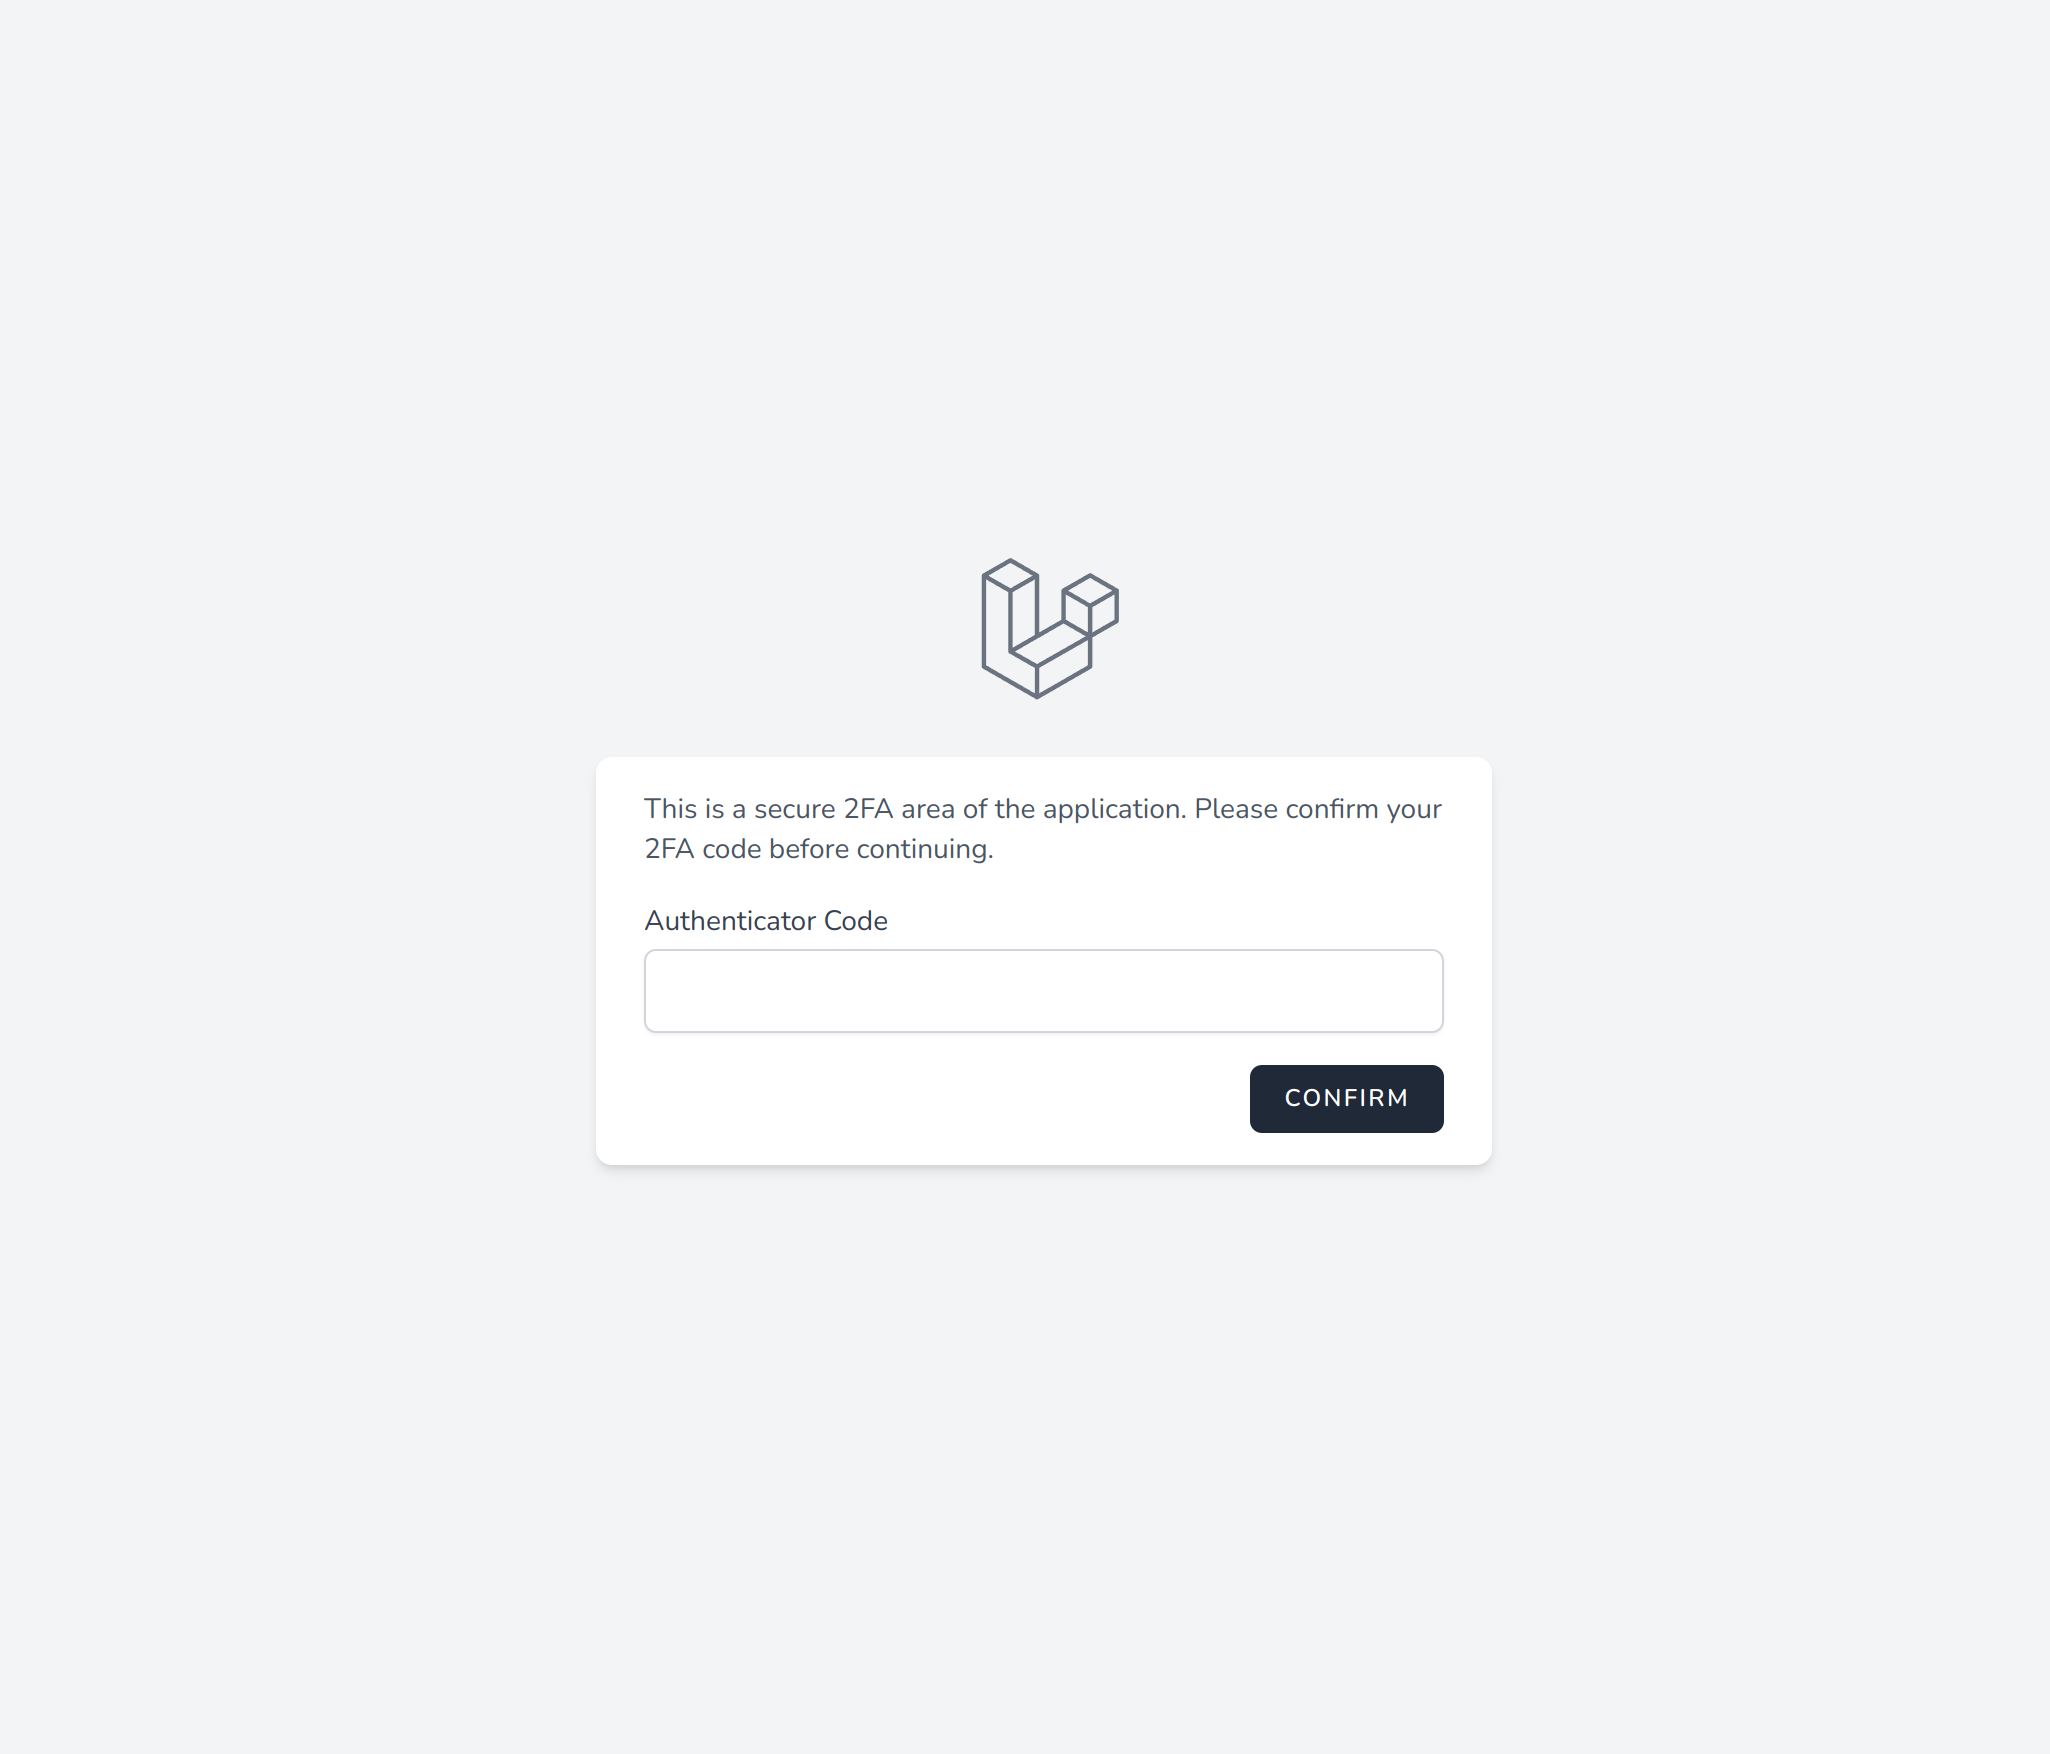 This is a secure 2FA area of the application. Please confirm your
2FA code before continuing.
Authenticator Code
CONFIRM